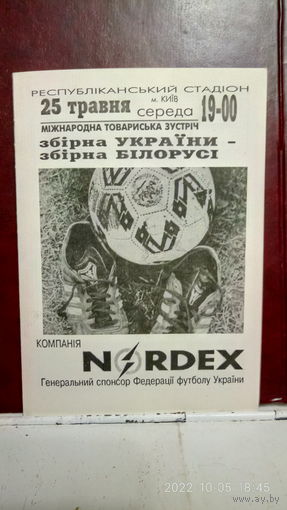 РЕСПУБЛІКАНСЬКИЙ СТАДІОН
25 травня м. КИЇВ середа 19-00
МІЖНАРОДНА ТОВАРИСЬКА ЗУСТРІЧ
збірна УКРАЇНИ –
збірна БІЛОРУСІ
КОМПАНІЯ
NORDEX
Генеральний спонсор Федерації футболу України
2022-10-05 18:45
www.ay.by